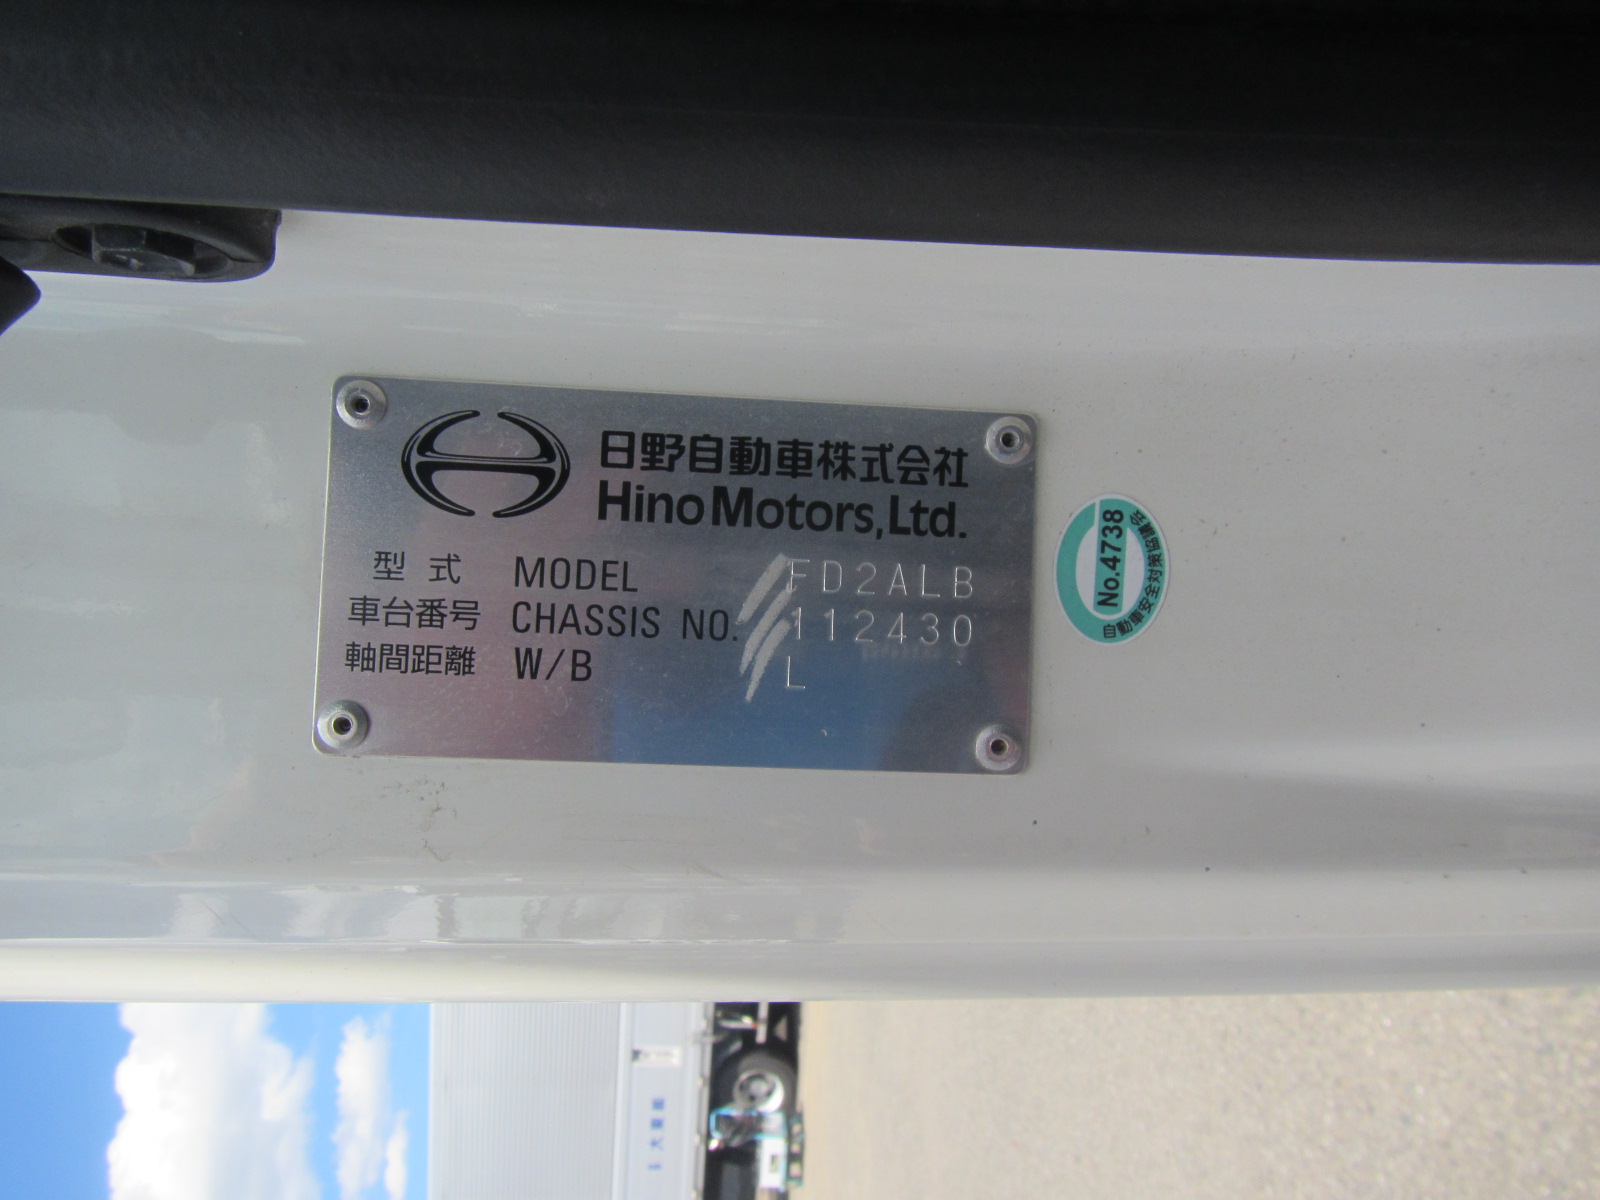 日野自動車株式会社
Hino Motors, Ltd.
型式 MODEL FD2ALB
車台番号 CHASSIS NO. 112430
軸間距離 W/B L
No.4738
自動車安全対策協議会